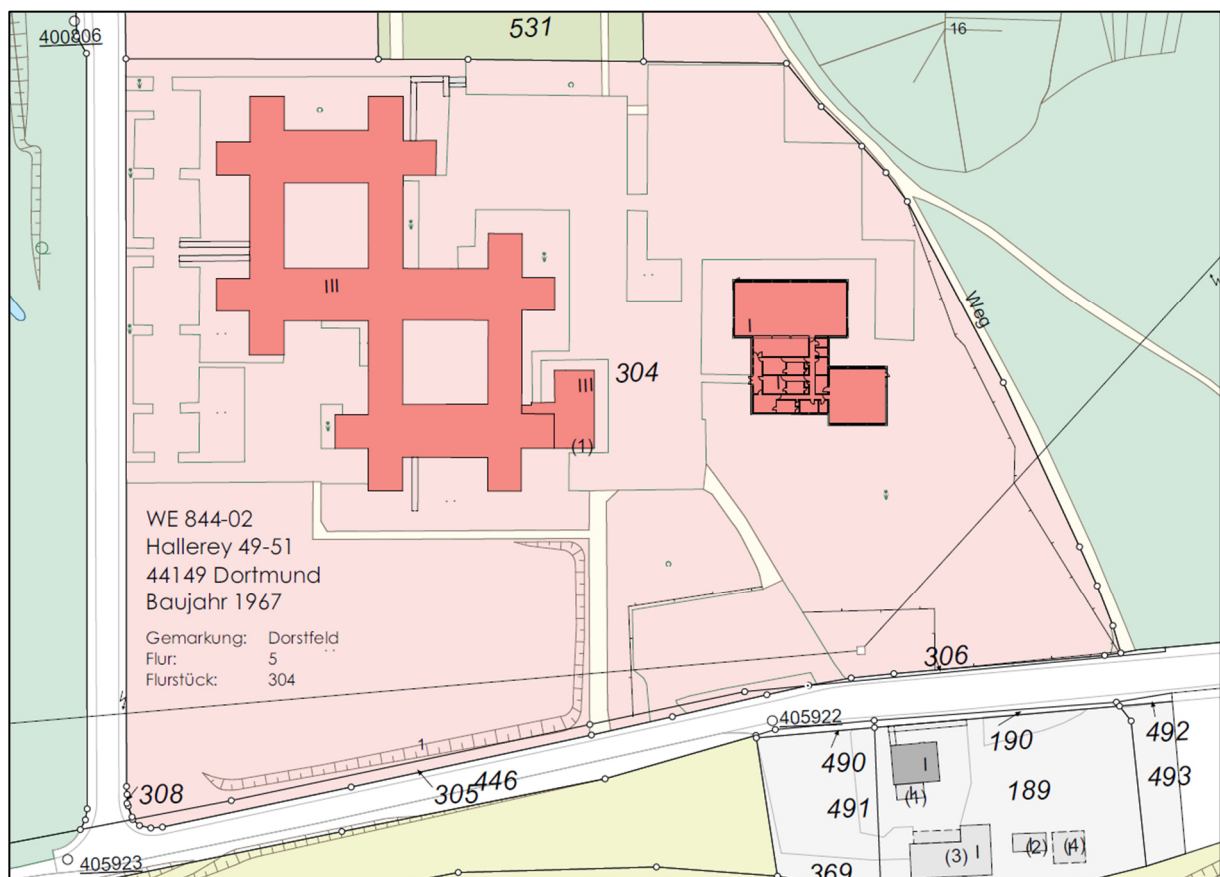 400806
531
16
III
I
Weg
304
III
I
(1)
WE 844-02
Hallerey 49-51
44149 Dortmund
Baujahr 1967
Gemarkung: Dorstfeld
Flur: 5
Flurstück: 304
306
1
405922
490
190
492
308
305
446
491
I
(1)
189
493
405923
369
(3)
I
(2)
(4)